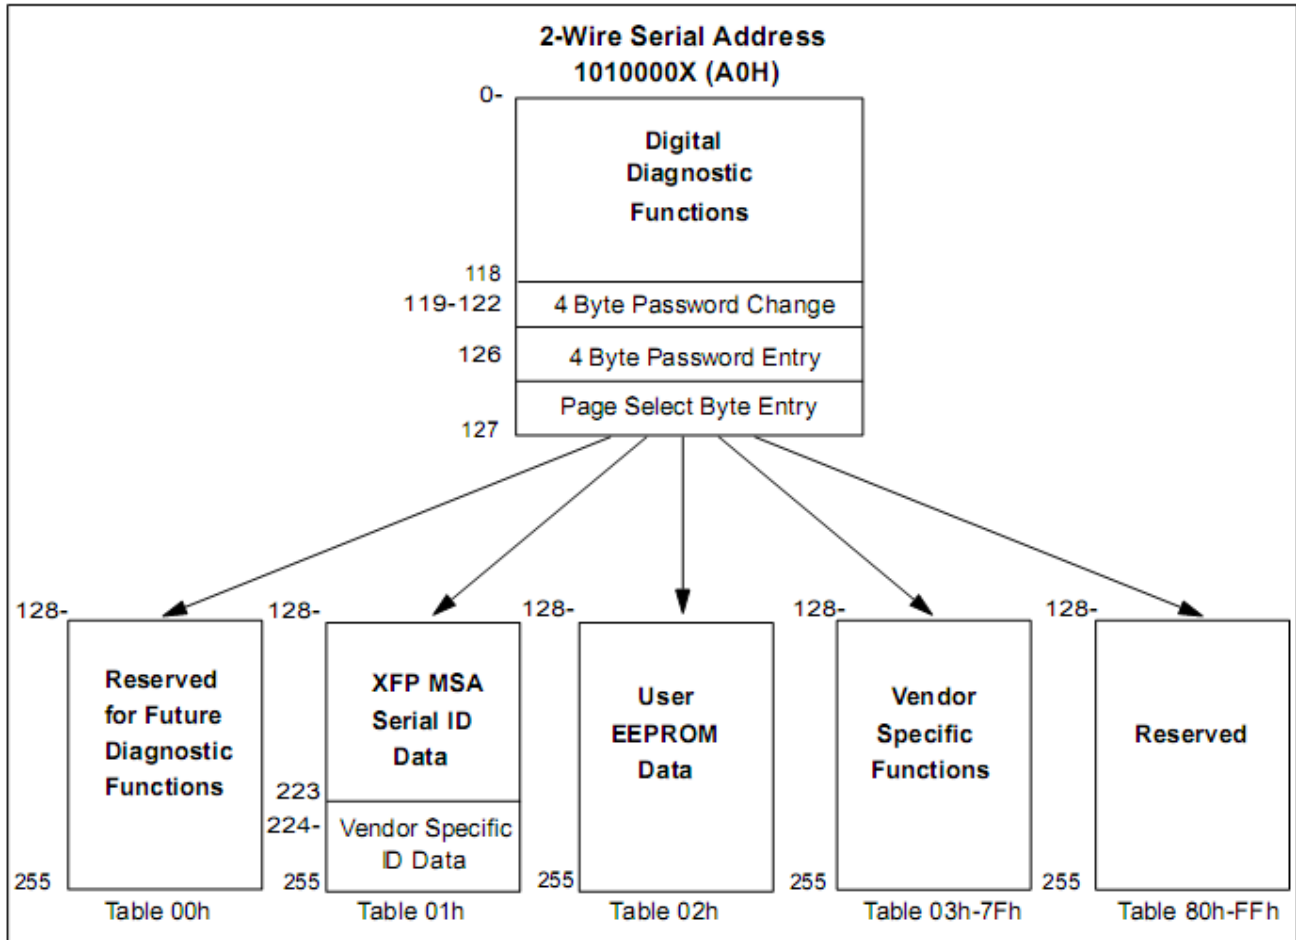 2-Wire Serial Address
1010000X (A0H)
0-
Digital
Diagnostic
Functions
118
119-122 4 Byte Password Change
126 4 Byte Password Entry
Page Select Byte Entry
127
128- 128- 128- 128- 128-
Reserved
for Future
Diagnostic
Functions
XFP MSA
Serial ID
Data
223
224- Vendor Specific
ID Data
User
EEPROM
Data
Vendor
Specific
Functions
Reserved
255 255 255 255 255
Table 00h Table 01h Table 02h Table 03h-7Fh Table 80h-FFh